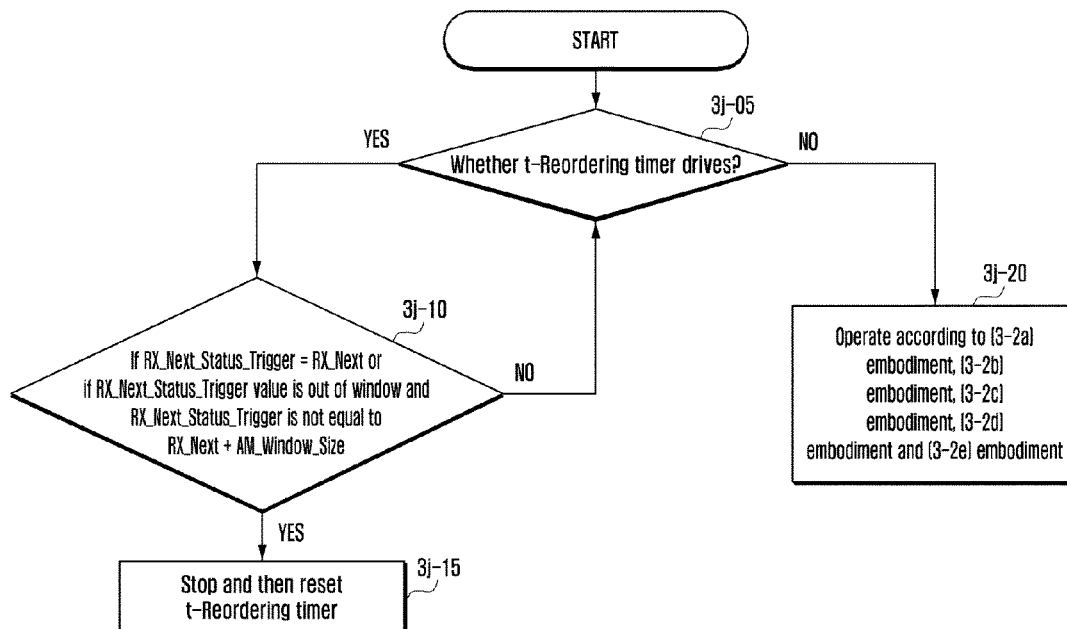 START
3j-05
YES
NO
Whether t-Reordering timer drives?
3j-10
3j-20
If RX_Next_Status_Trigger = RX_Next or
if RX_Next_Status_Trigger value is out of window and
RX_Next_Status_Trigger is not equal to
RX_Next + AM_Window_Size
NO
Operate according to (3-2a)
embodiment, (3-2b)
embodiment, (3-2c)
embodiment, (3-2d)
embodiment and (3-2e) embodiment
YES
3j-15
Stop and then reset
t-Reordering timer